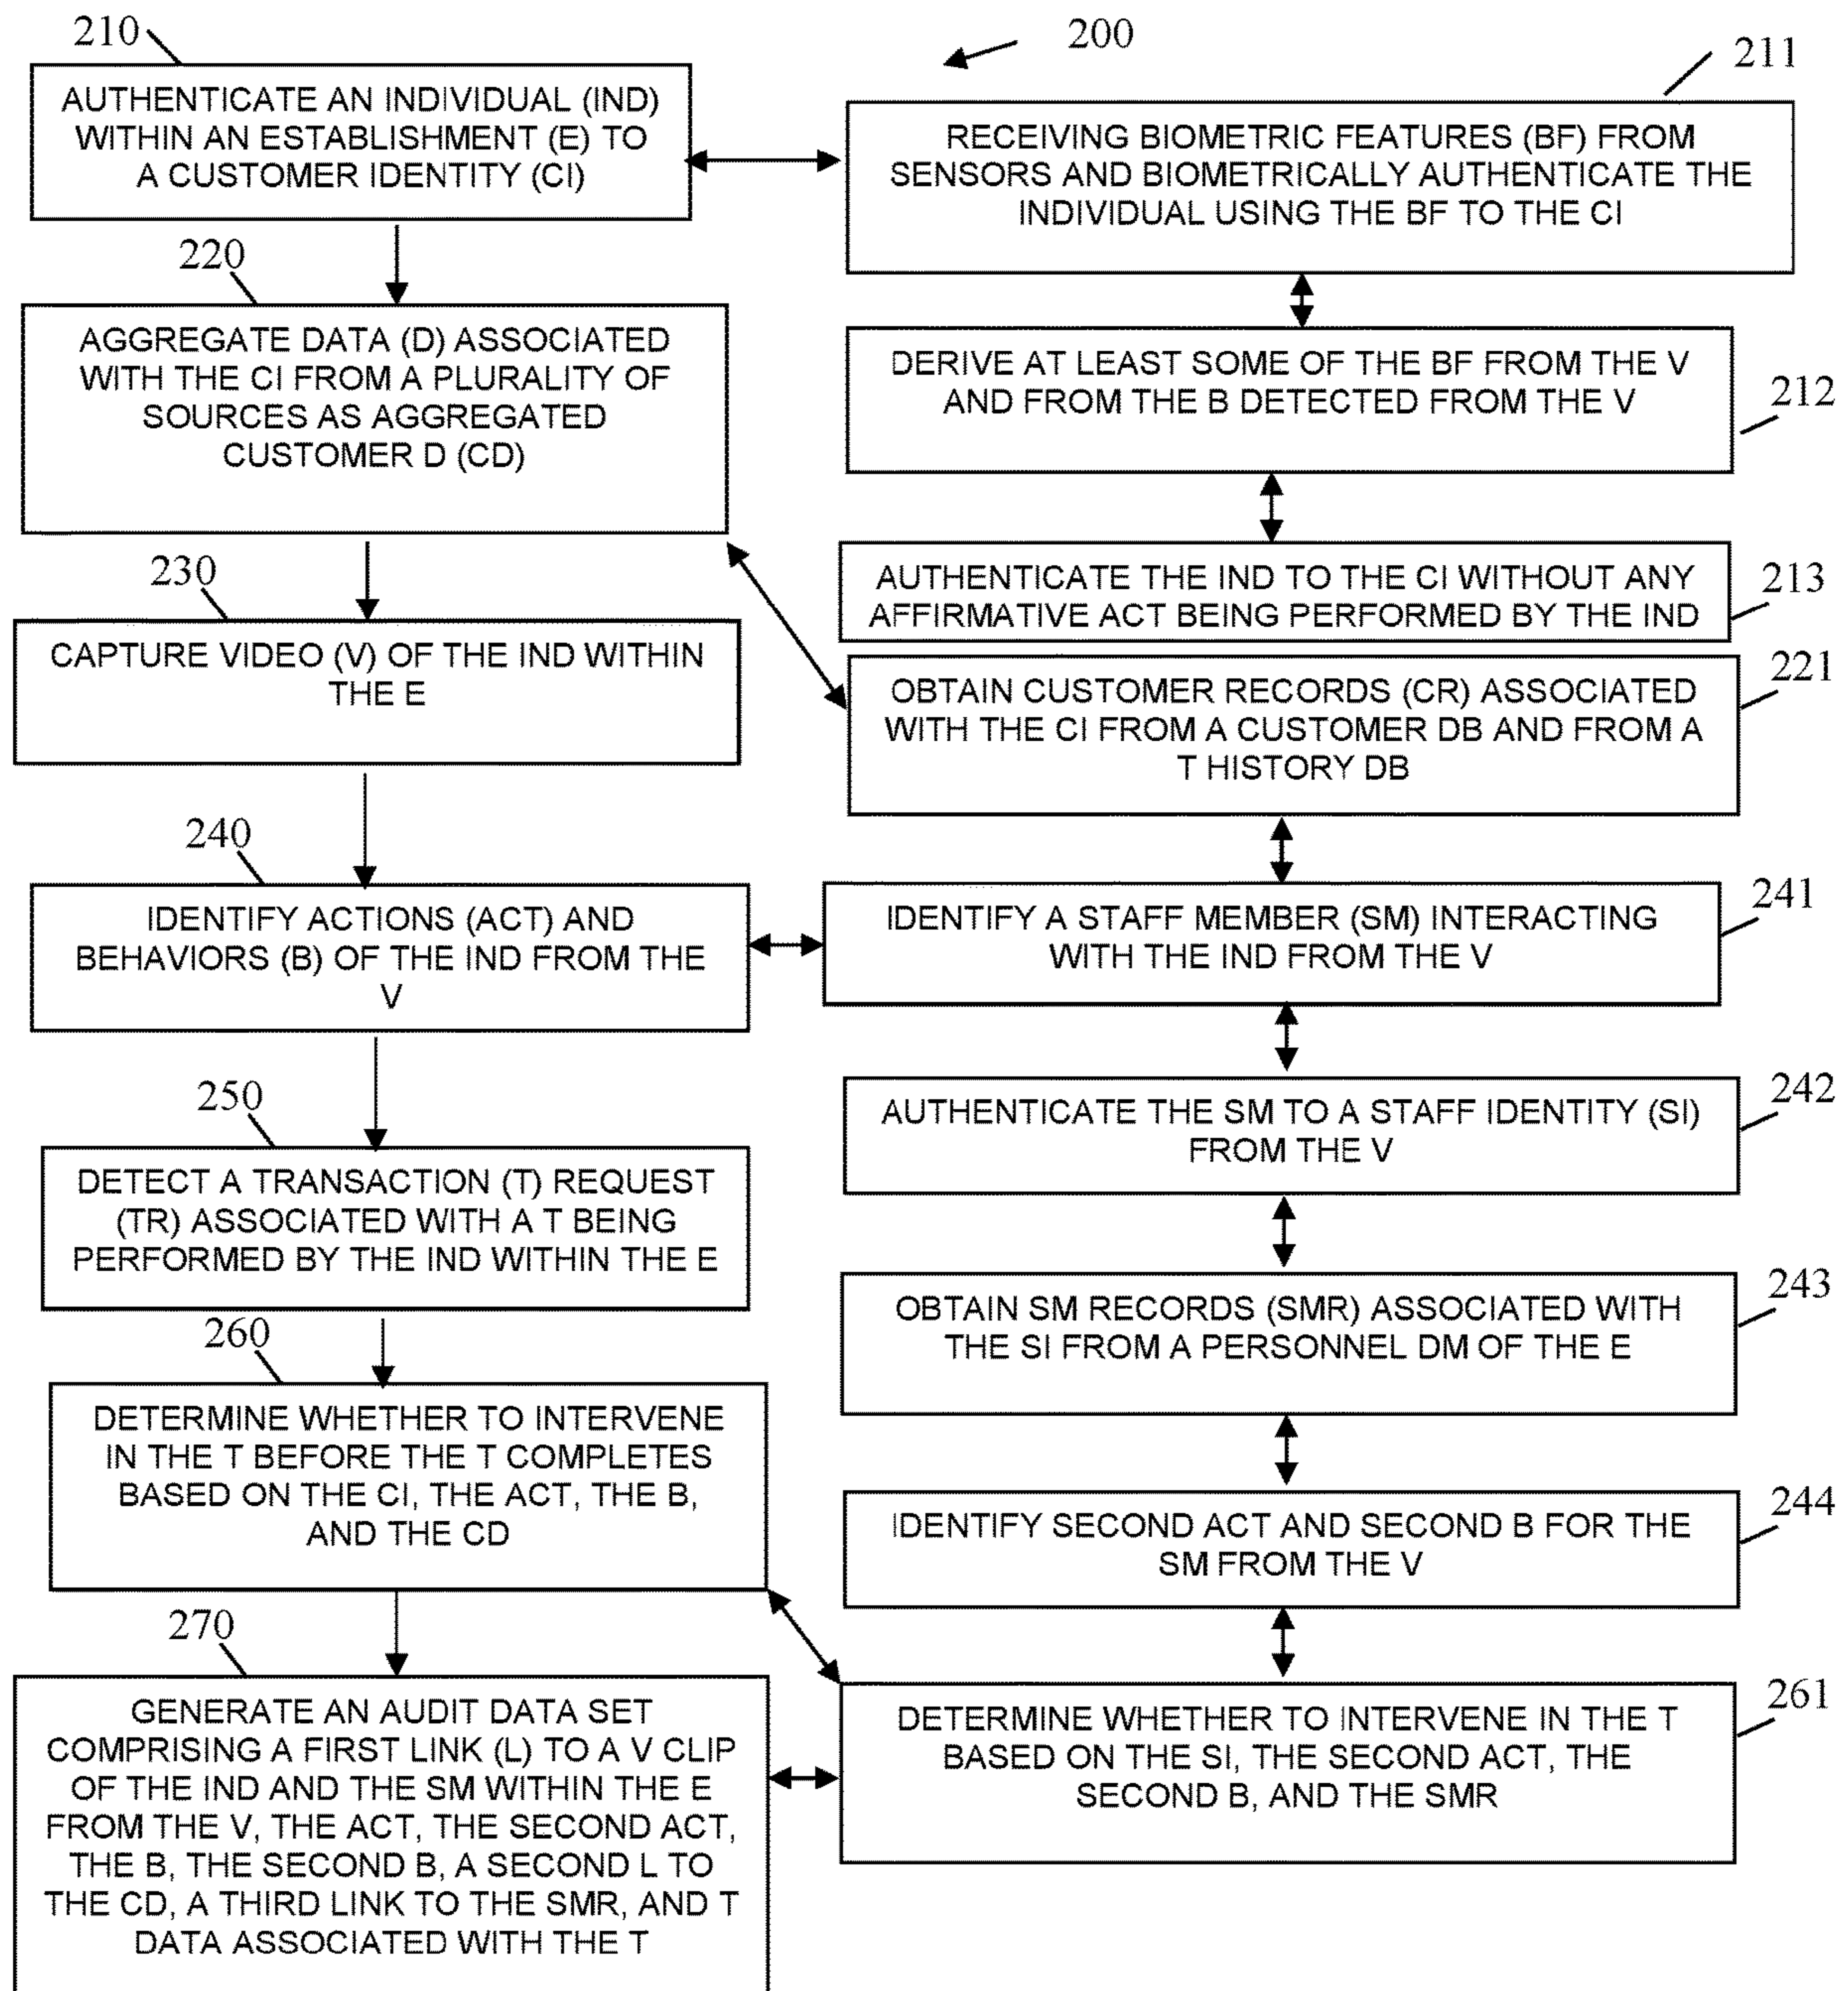 210
200
211
AUTHENTICATE AN INDIVIDUAL (IND)
WITHIN AN ESTABLISHMENT (E) TO
A CUSTOMER IDENTITY (CI)
RECEIVING BIOMETRIC FEATURES (BF) FROM
SENSORS AND BIOMETRICALLY AUTHENTICATE THE
INDIVIDUAL USING THE BF TO THE CI
220
AGGREGATE DATA (D) ASSOCIATED
WITH THE CI FROM A PLURALITY OF
SOURCES AS AGGREGATED
CUSTOMER D (CD)
DERIVE AT LEAST SOME OF THE BF FROM THE V
AND FROM THE B DETECTED FROM THE V
212
230
CAPTURE VIDEO (V) OF THE IND WITHIN
THE E
AUTHENTICATE THE IND TO THE CI WITHOUT ANY
AFFIRMATIVE ACT BEING PERFORMED BY THE IND
213
OBTAIN CUSTOMER RECORDS (CR) ASSOCIATED
WITH THE CI FROM A CUSTOMER DB AND FROM A
T HISTORY DB
221
240
IDENTIFY ACTIONS (ACT) AND
BEHAVIORS (B) OF THE IND FROM THE
V
IDENTIFY A STAFF MEMBER (SM) INTERACTING
WITH THE IND FROM THE V
241
250
DETECT A TRANSACTION (T) REQUEST
(TR) ASSOCIATED WITH A T BEING
PERFORMED BY THE IND WITHIN THE E
AUTHENTICATE THE SM TO A STAFF IDENTITY (SI)
FROM THE V
242
260
DETERMINE WHETHER TO INTERVENE
IN THE T BEFORE THE T COMPLETES
BASED ON THE CI, THE ACT, THE B,
AND THE CD
OBTAIN SM RECORDS (SMR) ASSOCIATED WITH
THE SI FROM A PERSONNEL DM OF THE E
243
IDENTIFY SECOND ACT AND SECOND B FOR THE
SM FROM THE V
244
270
GENERATE AN AUDIT DATA SET
COMPRISING A FIRST LINK (L) TO A V CLIP
OF THE IND AND THE SM WITHIN THE E
FROM THE V, THE ACT, THE SECOND ACT,
THE B, THE SECOND B, A SECOND L TO
THE CD, A THIRD LINK TO THE SMR, AND T
DATA ASSOCIATED WITH THE T
DETERMINE WHETHER TO INTERVENE IN THE T
BASED ON THE SI, THE SECOND ACT, THE
SECOND B, AND THE SMR
261